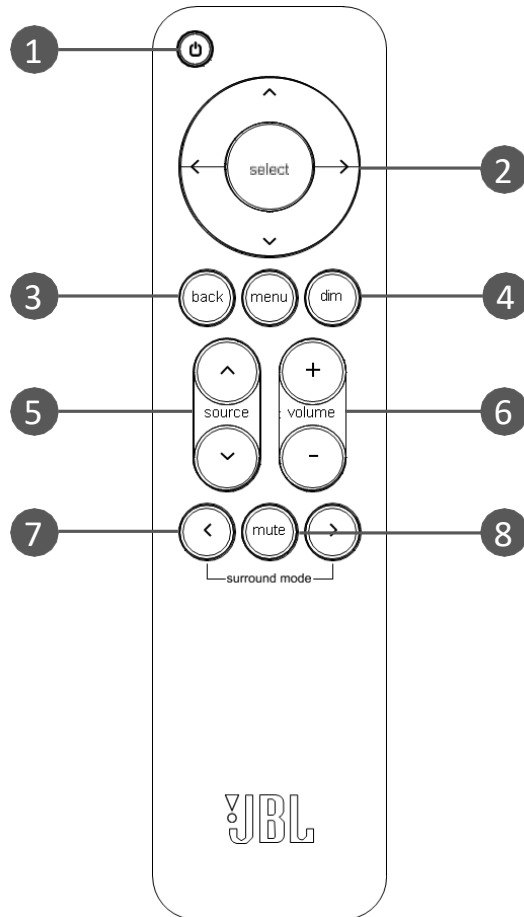 1
select
2
3
back
menu
dim
4
5
source
volume
6
7
mute
8
surround mode
JBL